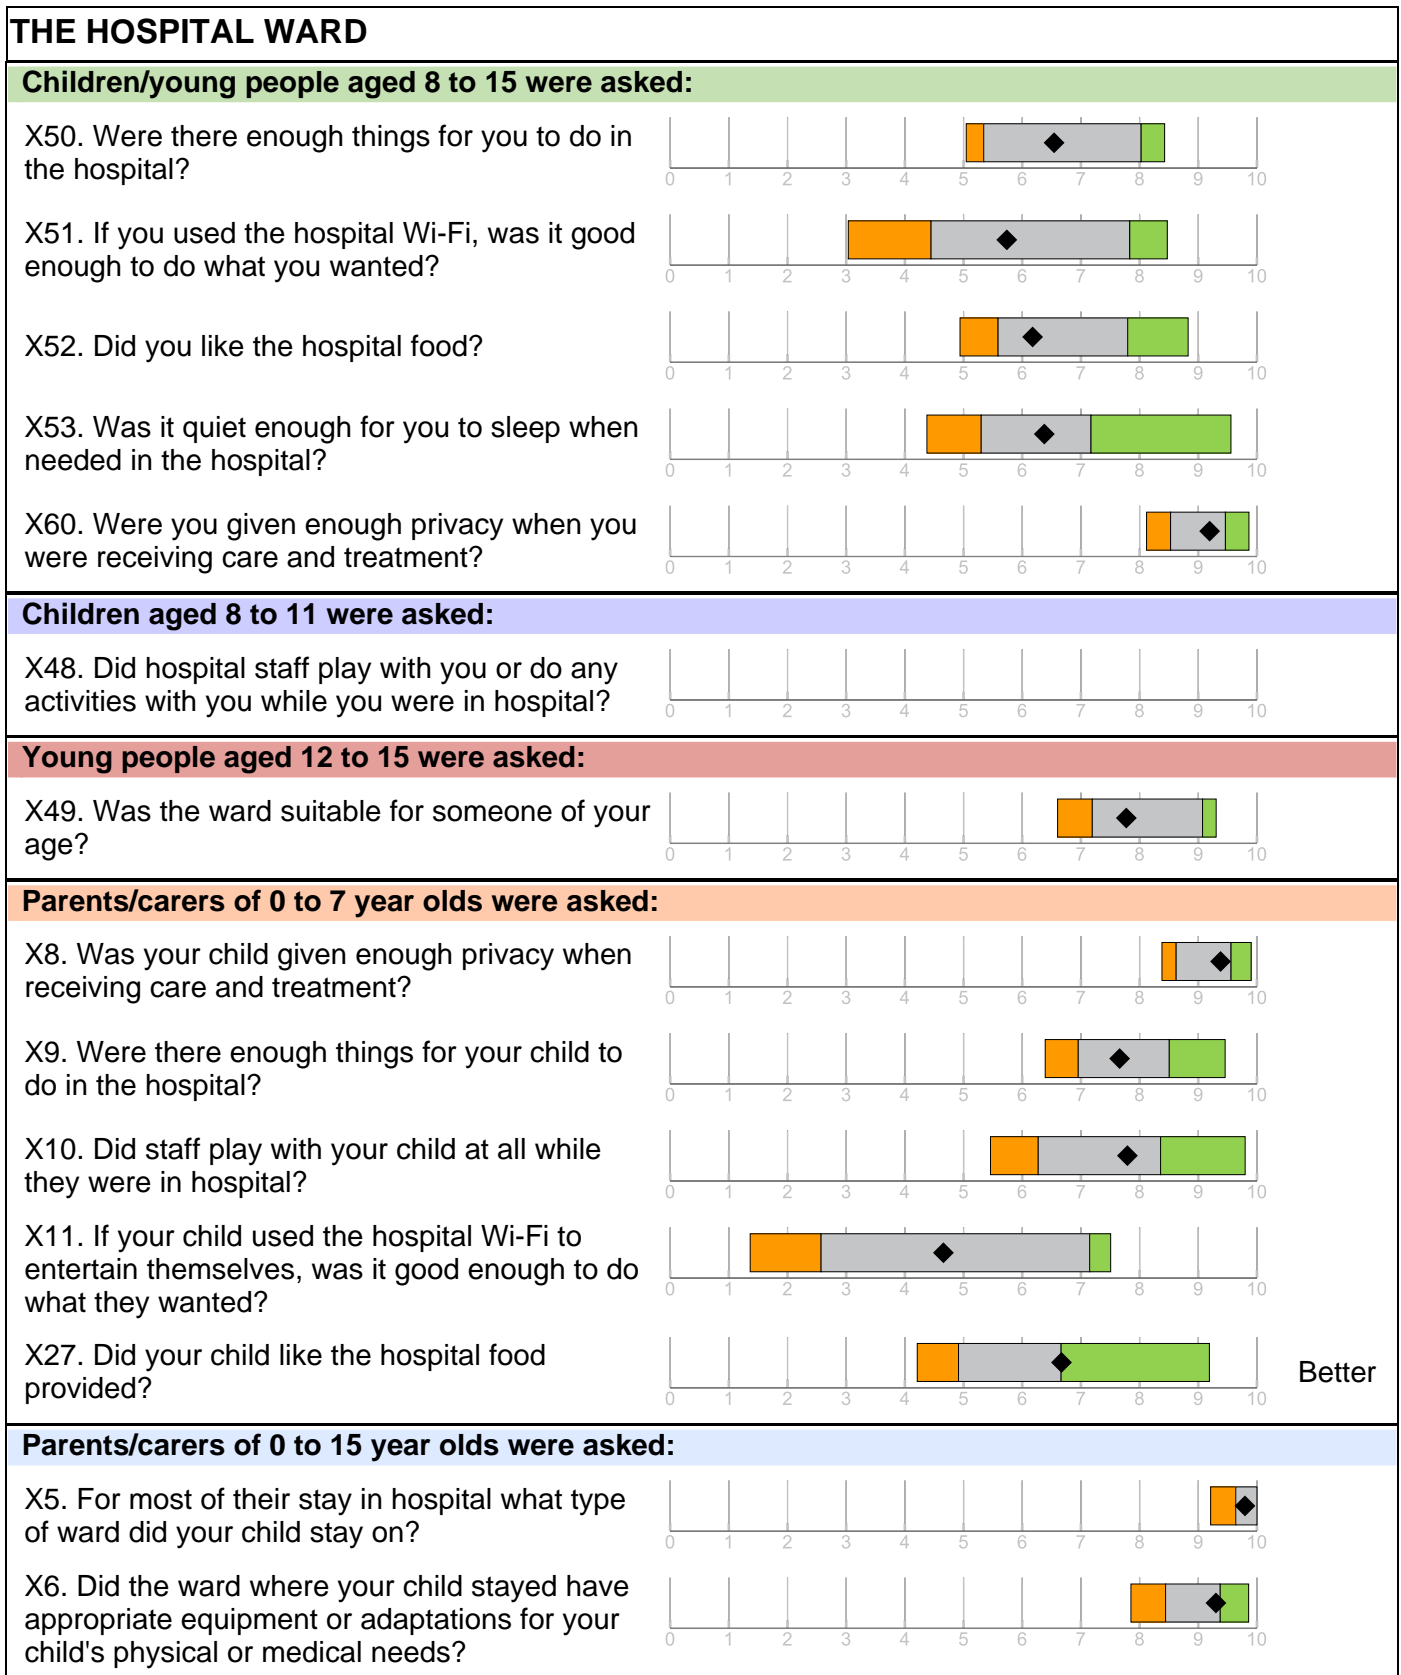 THE HOSPITAL WARD
Children/young people aged 8 to 15 were asked:
X50. Were there enough things for you to do in
the hospital?
0 1 2 3 4 5 6 7 8 9 10
X51. If you used the hospital Wi-Fi, was it good
enough to do what you wanted?
0 1 2 3 4 5 6 7 8 9 10
X52. Did you like the hospital food?
0 1 2 3 4 5 6 7 8 9 10
X53. Was it quiet enough for you to sleep when
needed in the hospital?
0 1 2 3 4 5 6 7 8 9 10
X60. Were you given enough privacy when you
were receiving care and treatment?
0 1 2 3 4 5 6 7 8 9 10
Children aged 8 to 11 were asked:
X48. Did hospital staff play with you or do any
activities with you while you were in hospital?
0 1 2 3 4 5 6 7 8 9 10
Young people aged 12 to 15 were asked:
X49. Was the ward suitable for someone of your
age?
0 1 2 3 4 5 6 7 8 9 10
Parents/carers of 0 to 7 year olds were asked:
X8. Was your child given enough privacy when
receiving care and treatment?
0 1 2 3 4 5 6 7 8 9 10
X9. Were there enough things for your child to
do in the hospital?
0 1 2 3 4 5 6 7 8 9 10
X10. Did staff play with your child at all while
they were in hospital?
0 1 2 3 4 5 6 7 8 9 10
X11. If your child used the hospital Wi-Fi to
entertain themselves, was it good enough to do
what they wanted?
0 1 2 3 4 5 6 7 8 9 10
X27. Did your child like the hospital food
provided?
Better
0 1 2 3 4 5 6 7 8 9 10
Parents/carers of 0 to 15 year olds were asked:
X5. For most of their stay in hospital what type
of ward did your child stay on?
0 1 2 3 4 5 6 7 8 9 10
X6. Did the ward where your child stayed have
appropriate equipment or adaptations for your
child's physical or medical needs?
0 1 2 3 4 5 6 7 8 9 10